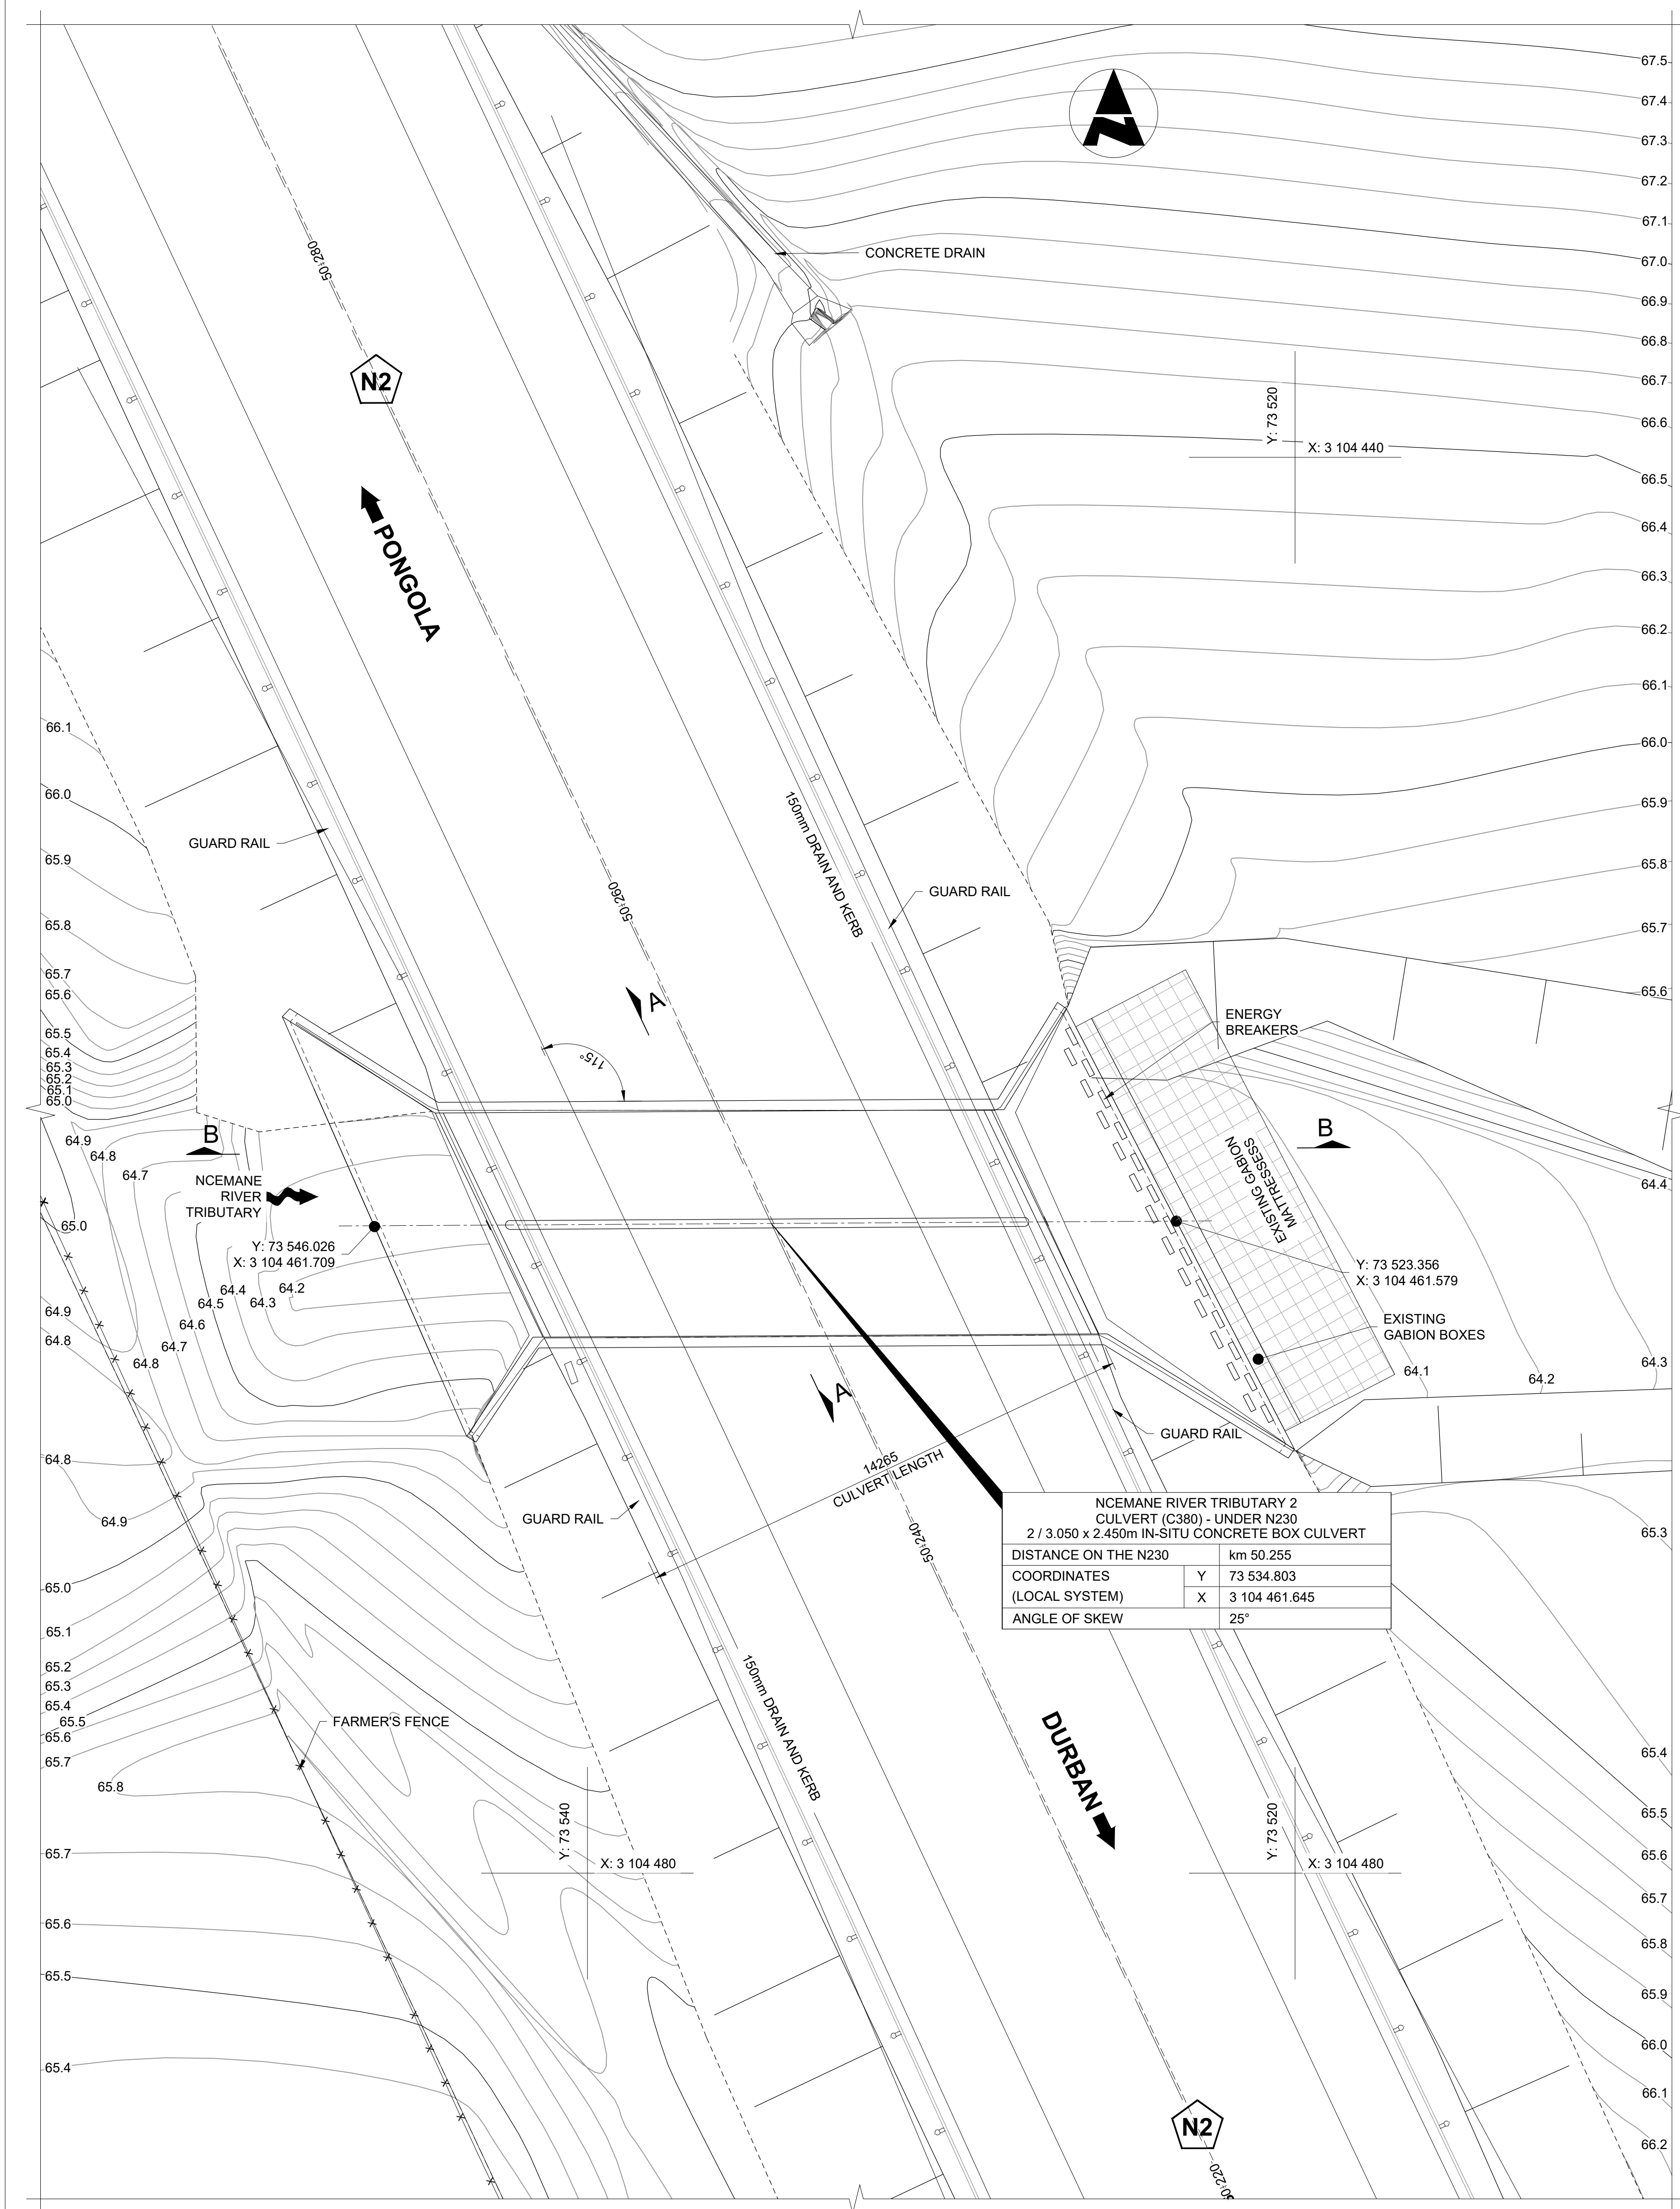 67.5
67.4
67.3
67.2
67.1
67.0
66.9
66.8
66.7
66.6
66.5
66.4
66.3
66.2
66.1
66.0
65.9
65.8
65.7
65.6
N
CONCRETE DRAIN
50+280
N2
PONGOLA
Y: 73 520
X: 3 104 440
66.1
66.0
65.9
65.8
65.7
65.6
65.5
65.4
65.3
65.2
65.1
65.0
GUARD RAIL
50+260
150mm DRAIN AND KERB
GUARD RAIL
A
115°
ENERGY
BREAKERS
64.9
64.8
64.7
B
NCEMANE
RIVER
TRIBUTARY
65.0
Y: 73 546.026
X: 3 104 461.709
64.2
64.3
64.4
64.5
64.6
64.7
64.8
64.9
64.8
B
EXISTING GABION
MATTRESSESS
64.4
Y: 73 523.356
X: 3 104 461.579
EXISTING
GABION BOXES
64.1
64.2
64.3
A
GUARD RAIL
14265
CULVERT LENGTH
64.8
64.9
GUARD RAIL
50+240
NCEMANE RIVER TRIBUTARY 2
CULVERT (C380) - UNDER N230
2 / 3.050 x 2.450m IN-SITU CONCRETE BOX CULVERT
DISTANCE ON THE N230 km 50.255
COORDINATES Y 73 534.803
(LOCAL SYSTEM) X 3 104 461.645
ANGLE OF SKEW 25°
65.3
65.0
65.1
65.2
65.3
65.4
65.5
65.6
65.7
65.8
FARMER'S FENCE
150mm DRAIN AND KERB
DURBAN
65.4
65.5
65.6
65.7
65.8
65.9
66.0
66.1
66.2
Y: 73 540
X: 3 104 480
Y: 73 520
X: 3 104 480
65.7
65.6
65.5
65.4
N2
50+220